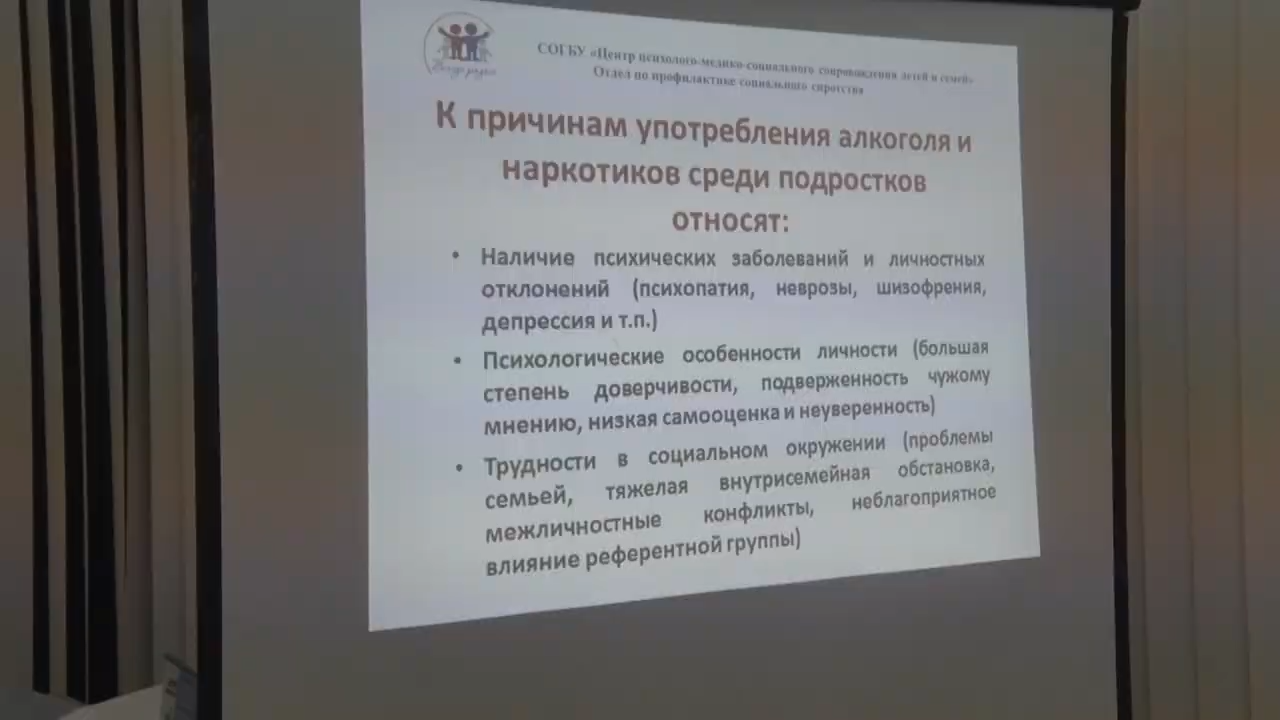 СОГБУ «Центр психолого-медико-социального сопровождения детей и семей»
Отдел по профилактике социального сиротства
К причинам употребления алкоголя и
наркотиков среди подростков
относят:
• Наличие психических заболеваний и личностных
отклонений (психопатия, неврозы, шизофрения,
депрессия и т.п.)
• Психологические особенности личности (большая
степень доверчивости, подверженность чужому
мнению, низкая самооценка и неуверенность)
• Трудности в социальном окружении (проблемы
семьей, тяжелая внутрисемейная обстановка,
межличностные конфликты, неблагоприятное
влияние референтной группы)